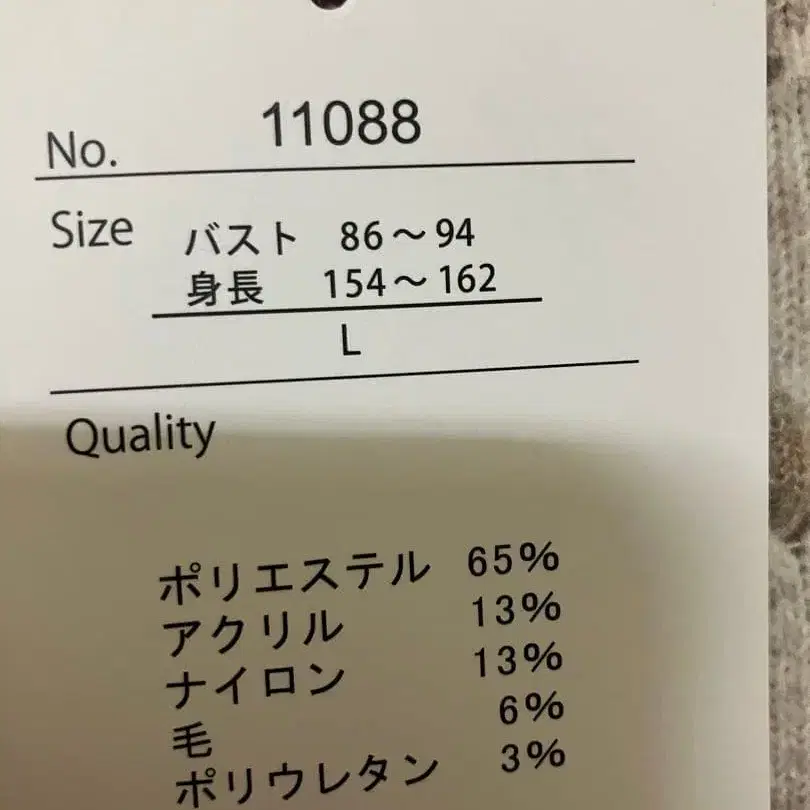 No. 11088
Size バスト 86～94
身長 154～162
L
Quality
ポリエステル 65%
アクリル 13%
ナイロン 13%
毛 6%
ポリウレタン 3%